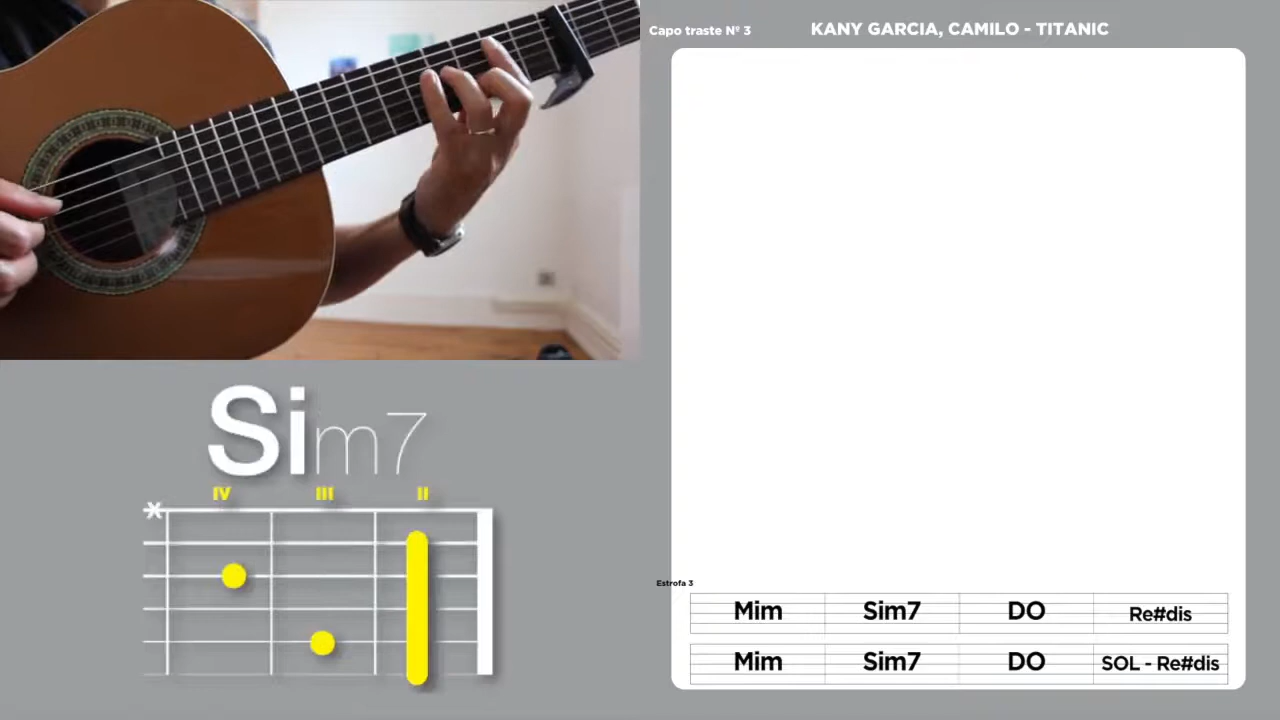 Capo traste Nº 3
KANY GARCIA, CAMILO - TITANIC
Sim7
IV III II
x
Estrofa 3
Mim Sim7 DO Re#dis
Mim Sim7 DO SOL - Re#dis